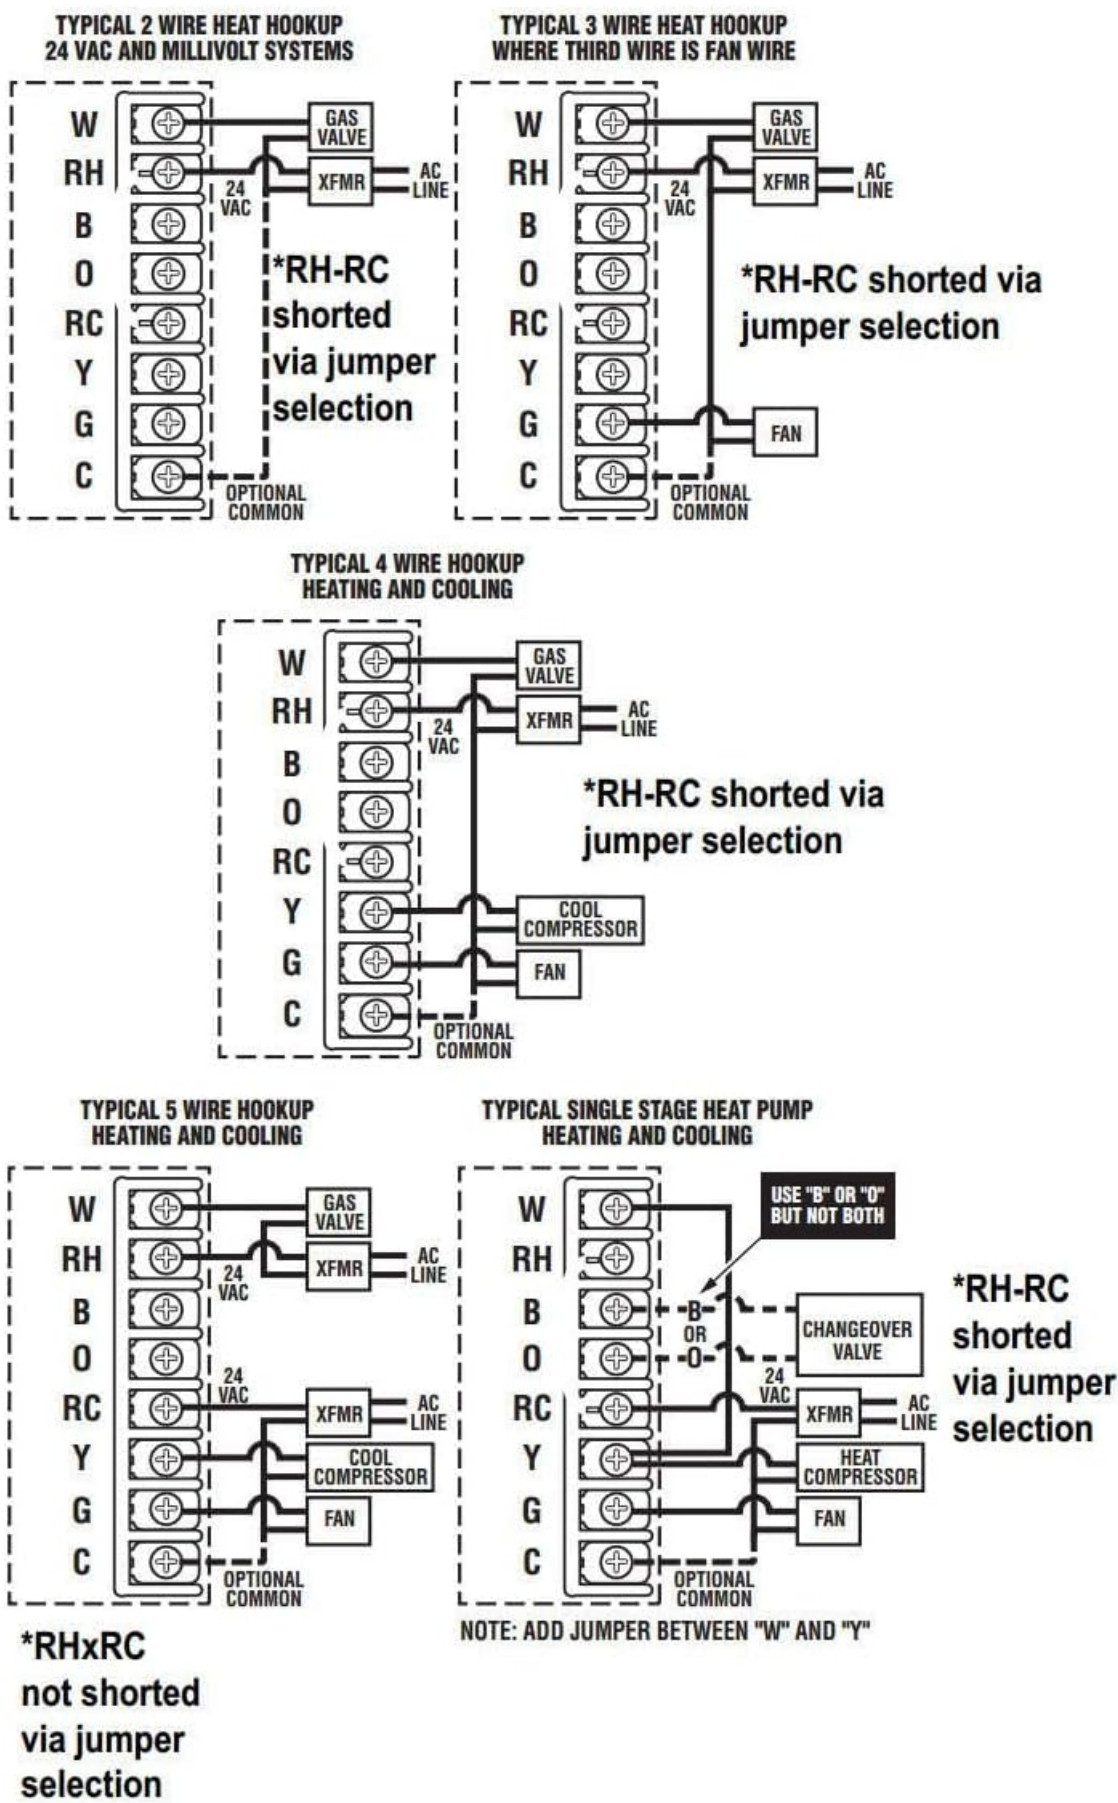 TYPICAL 2 WIRE HEAT HOOKUP
24 VAC AND MILLIVOLT SYSTEMS
W
RH
B
O
RC
Y
G
C
GAS
VALVE
XFMR
AC
LINE
24
VAC
*RH-RC
shorted
via jumper
selection
OPTIONAL
COMMON
TYPICAL 3 WIRE HEAT HOOKUP
WHERE THIRD WIRE IS FAN WIRE
W
RH
B
O
RC
Y
G
C
GAS
VALVE
XFMR
AC
LINE
24
VAC
*RH-RC shorted via
jumper selection
FAN
OPTIONAL
COMMON
TYPICAL 4 WIRE HOOKUP
HEATING AND COOLING
W
RH
B
O
RC
Y
G
C
GAS
VALVE
XFMR
AC
LINE
24
VAC
*RH-RC shorted via
jumper selection
COOL
COMPRESSOR
FAN
OPTIONAL
COMMON
TYPICAL 5 WIRE HOOKUP
HEATING AND COOLING
W
RH
B
O
RC
Y
G
C
GAS
VALVE
XFMR
AC
LINE
24
VAC
24
VAC
XFMR
AC
LINE
COOL
COMPRESSOR
FAN
OPTIONAL
COMMON
*RHxRC
not shorted
via jumper
selection
TYPICAL SINGLE STAGE HEAT PUMP
HEATING AND COOLING
W
RH
B
O
RC
Y
G
C
USE "B" OR "O"
BUT NOT BOTH
B
OR
O
CHANGEOVER
VALVE
24
VAC
XFMR
AC
LINE
HEAT
COMPRESSOR
FAN
OPTIONAL
COMMON
*RH-RC
shorted
via jumper
selection
NOTE: ADD JUMPER BETWEEN "W" AND "Y"